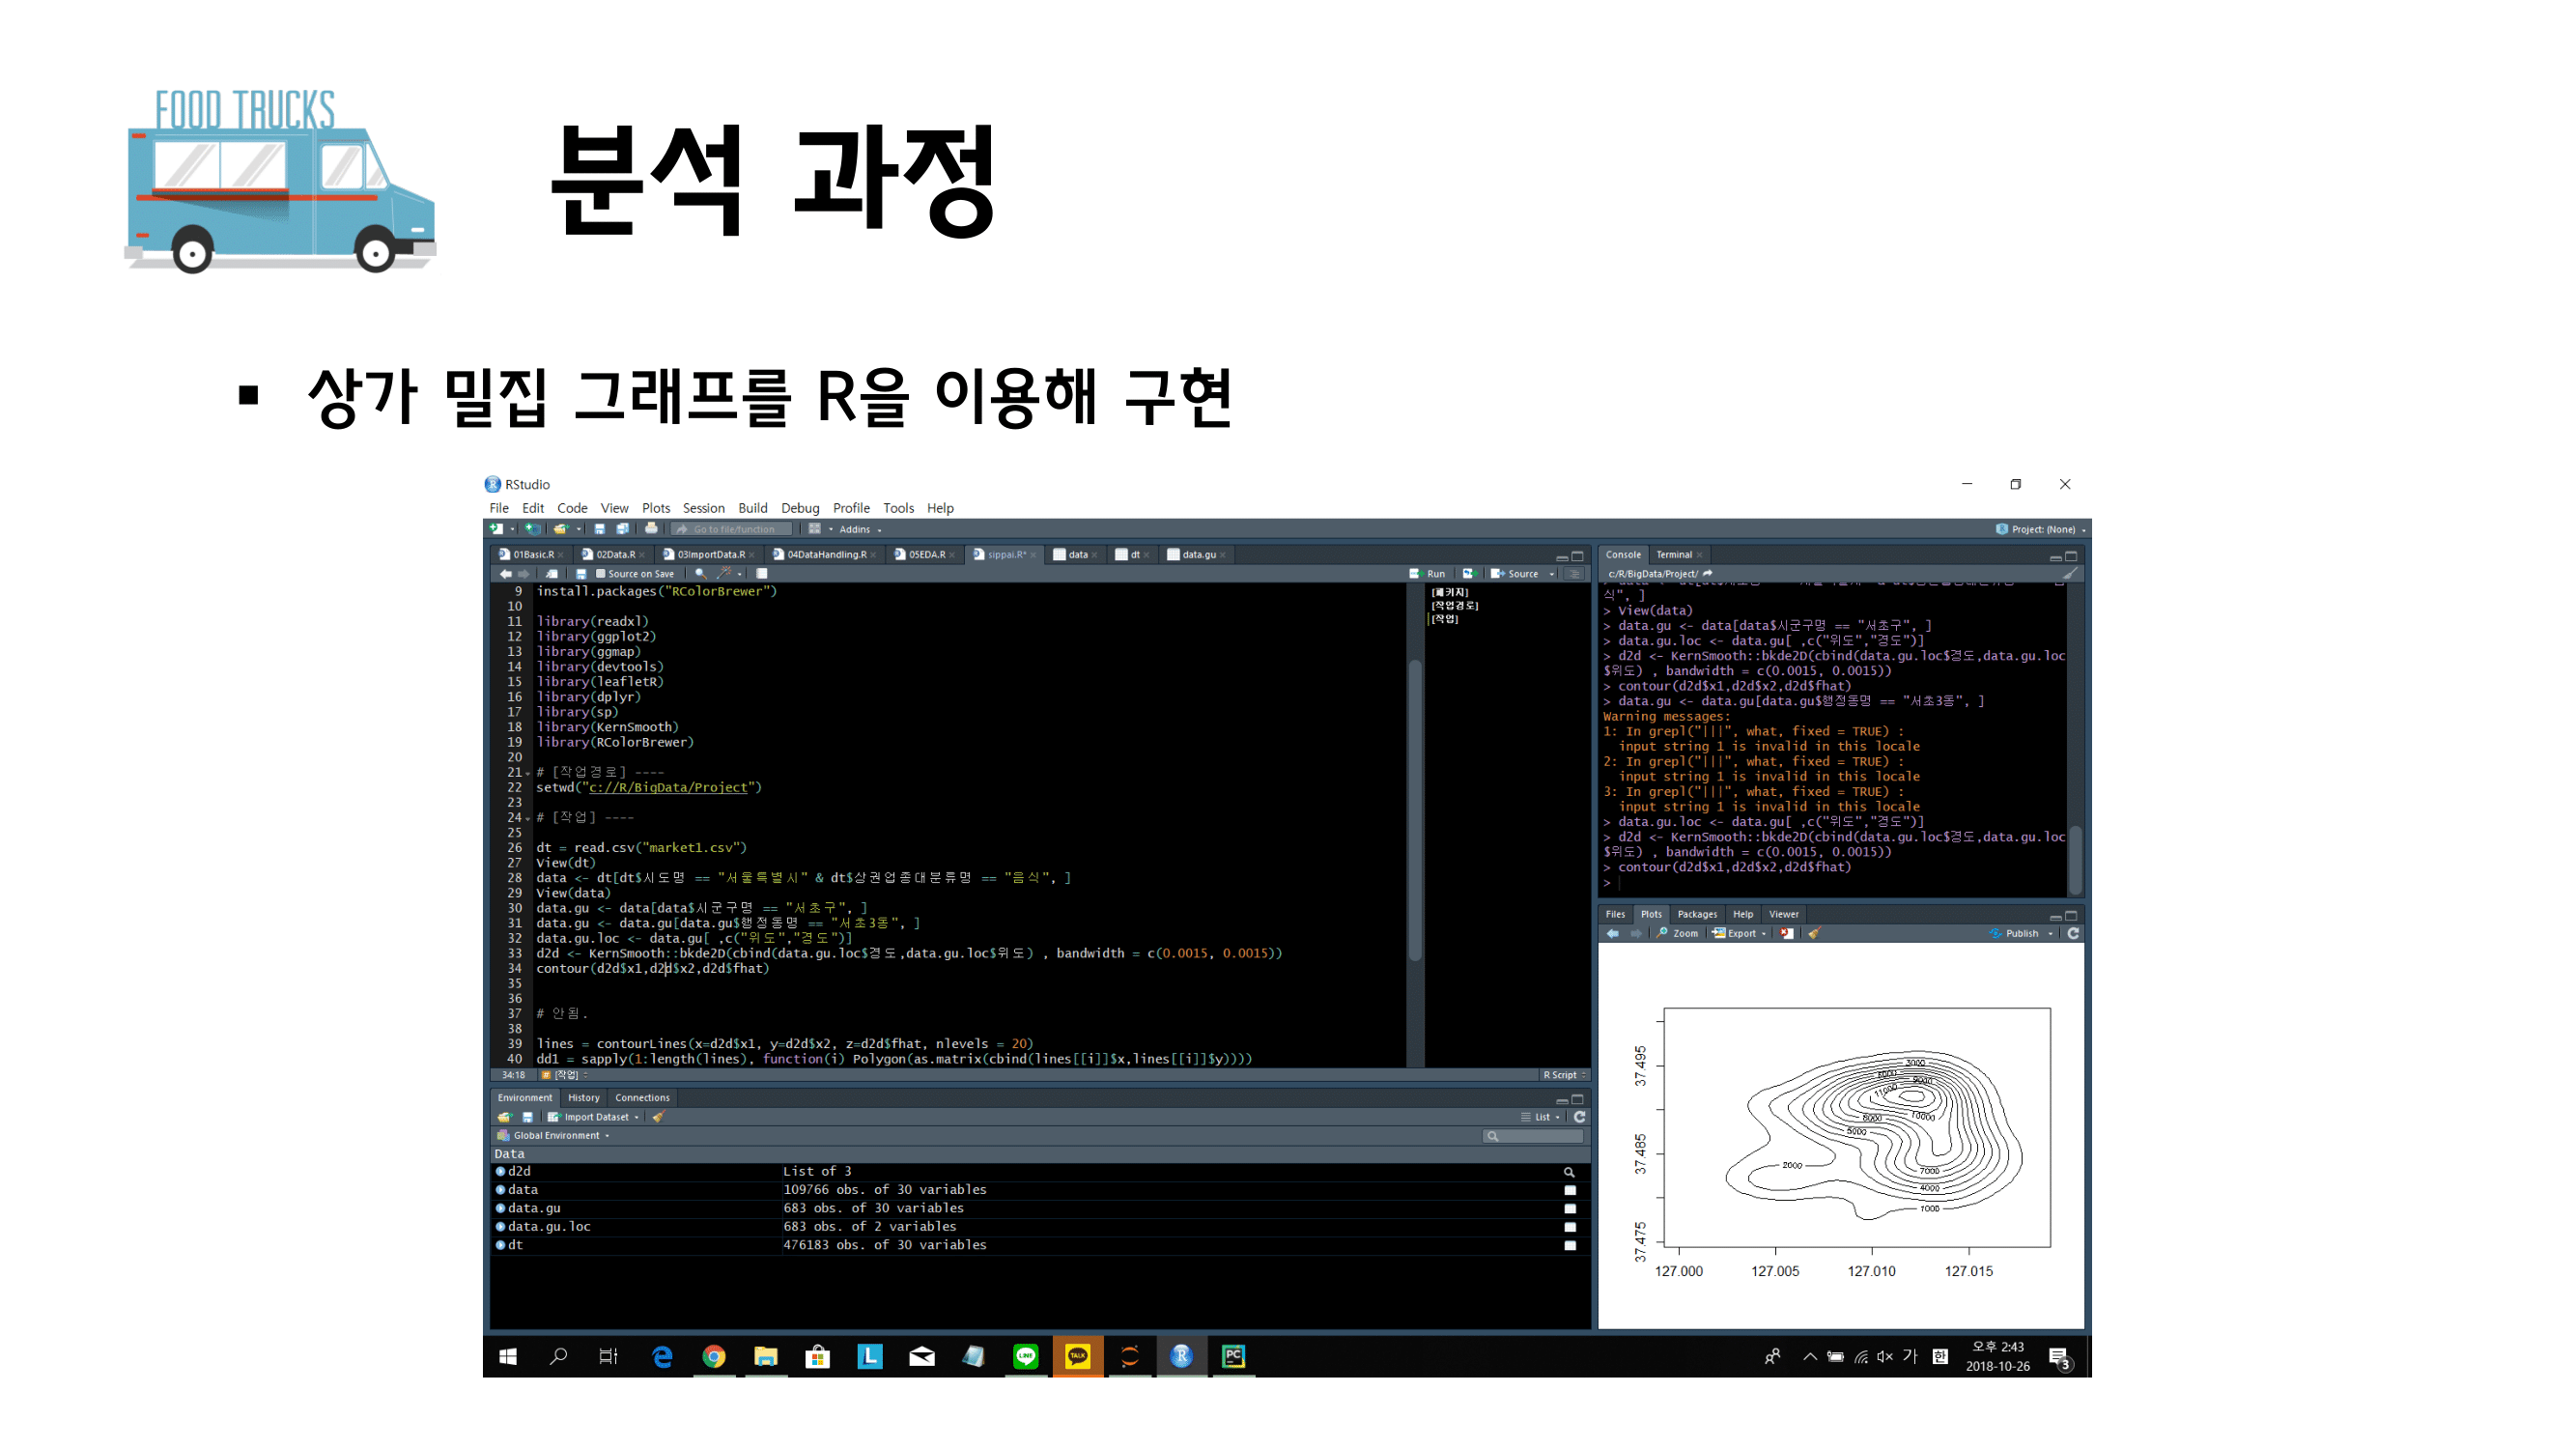 FOOD TRUCKS
분석 과정
▪ 상가 밀집 그래프를 R을 이용해 구현
RStudio
File Edit Code View Plots Session Build Debug Profile Tools Help
Go to file/function Addins Project: (None)
01Basic.R 02Data.R 03ImportData.R 04DataHandling.R 05EDA.R sippai.R* data dt data.gu
Source on Save Run Source
9 install.packages("RColorBrewer")
10
11 library(readxl)
12 library(ggplot2)
13 library(ggmap)
14 library(devtools)
15 library(leafletR)
16 library(dplyr)
17 library(sp)
18 library(KernSmooth)
19 library(RColorBrewer)
20
21 # [작업경로] ----
22 setwd("c://R/BigData/Project")
23
24 # [작업] ----
25
26 dt = read.csv("market1.csv")
27 View(dt)
28 data <- dt[dt$시도명 == "서울특별시" & dt$상권업종대분류명 == "음식", ]
29 View(data)
30 data.gu <- data[data$시군구명 == "서초구", ]
31 data.gu <- data.gu[data.gu$행정동명 == "서초3동", ]
32 data.gu.loc <- data.gu[ ,c("위도","경도")]
33 d2d <- KernSmooth::bkde2D(cbind(data.gu.loc$경도,data.gu.loc$위도) , bandwidth = c(0.0015, 0.0015))
34 contour(d2d$x1,d2d$x2,d2d$fhat)
35
36
37 # 안됨.
38
39 lines = contourLines(x=d2d$x1, y=d2d$x2, z=d2d$fhat, nlevels = 20)
40 dd1 = sapply(1:length(lines), function(i) Polygon(as.matrix(cbind(lines[[i]]$x,lines[[i]]$y))))
34:18 [작업] R Script
[패키지]
[작업경로]
[작업]
Environment History Connections
Import Dataset List
Global Environment
Data
d2d List of 3
data 109766 obs. of 30 variables
data.gu 683 obs. of 30 variables
data.gu.loc 683 obs. of 2 variables
dt 476183 obs. of 30 variables
Console Terminal
c:/R/BigData/Project/
식", ]
> View(data)
> data.gu <- data[data$시군구명 == "서초구", ]
> data.gu.loc <- data.gu[ ,c("위도","경도")]
> d2d <- KernSmooth::bkde2D(cbind(data.gu.loc$경도,data.gu.loc
$위도) , bandwidth = c(0.0015, 0.0015))
> contour(d2d$x1,d2d$x2,d2d$fhat)
> data.gu <- data.gu[data.gu$행정동명 == "서초3동", ]
Warning messages:
1: In grepl("|||", what, fixed = TRUE) :
input string 1 is invalid in this locale
2: In grepl("|||", what, fixed = TRUE) :
input string 1 is invalid in this locale
3: In grepl("|||", what, fixed = TRUE) :
input string 1 is invalid in this locale
> data.gu.loc <- data.gu[ ,c("위도","경도")]
> d2d <- KernSmooth::bkde2D(cbind(data.gu.loc$경도,data.gu.loc
$위도) , bandwidth = c(0.0015, 0.0015))
> contour(d2d$x1,d2d$x2,d2d$fhat)
>
Files Plots Packages Help Viewer
Zoom Export Publish
37.495
37.485
37.475
3000
9000
11000
6000
10000
5000
2000
7000
4000
1000
127.000 127.005 127.010 127.015
L LINE TALK R PC 가 한
오후 2:43
2018-10-26
3